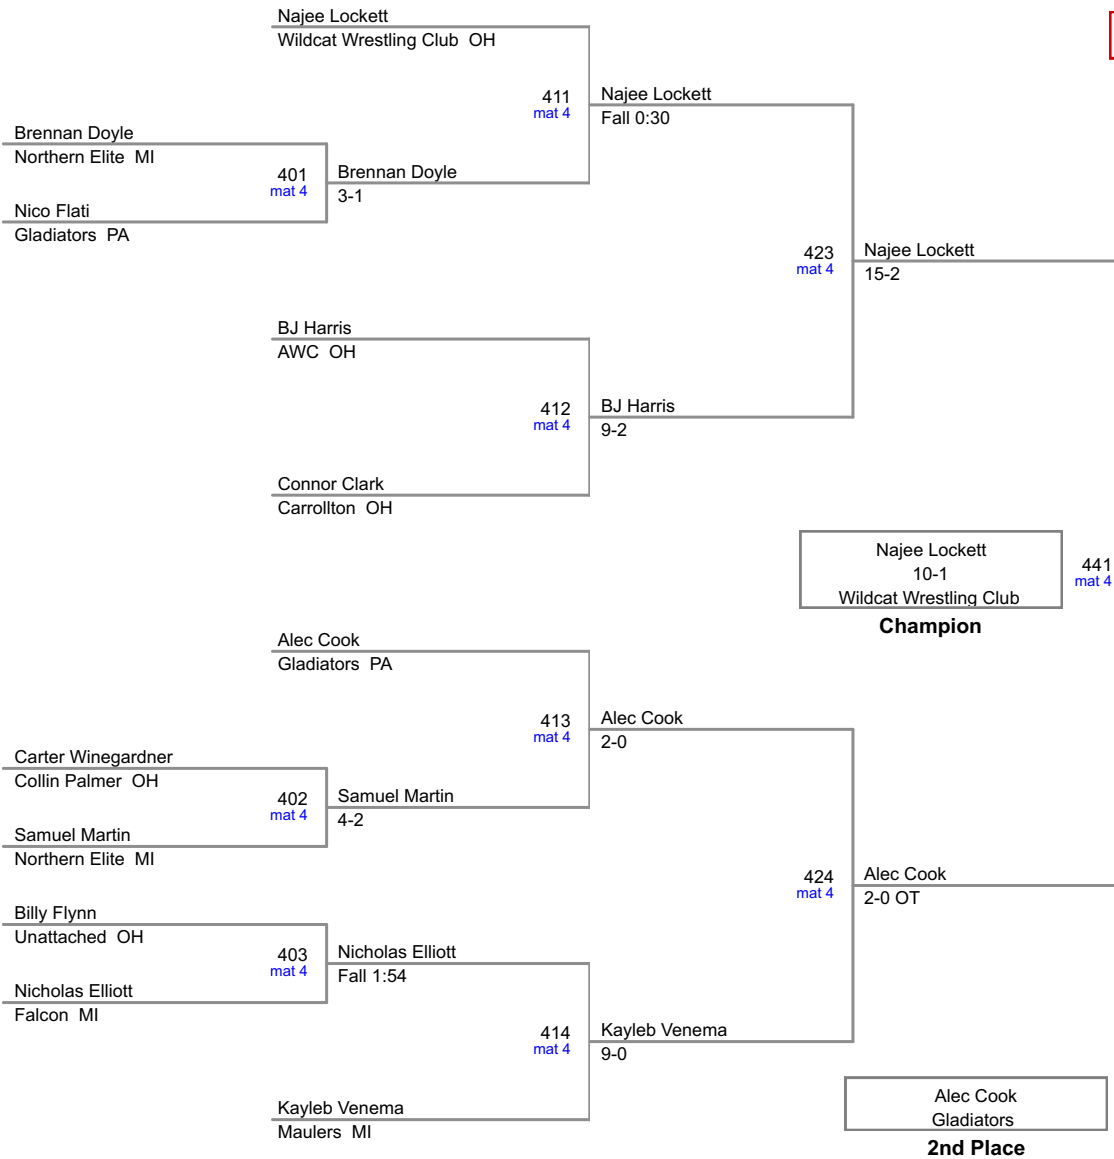 Najee Lockett
Wildcat Wrestling Club  OH
411
mat 4
Najee Lockett
Fall 0:30
Brennan Doyle
Northern Elite  MI
401
mat 4
Brennan Doyle
3-1
Nico Flati
Gladiators  PA
423
mat 4
Najee Lockett
15-2
BJ Harris
AWC  OH
412
mat 4
BJ Harris
9-2
Connor Clark
Carrollton  OH
Najee Lockett
10-1
Wildcat Wrestling Club
441
mat 4
Champion
Alec Cook
Gladiators  PA
413
mat 4
Alec Cook
2-0
Carter Winegardner
Collin Palmer  OH
402
mat 4
Samuel Martin
4-2
Samuel Martin
Northern Elite  MI
424
mat 4
Alec Cook
2-0 OT
Billy Flynn
Unattached  OH
403
mat 4
Nicholas Elliott
Fall 1:54
Nicholas Elliott
Falcon  MI
414
mat 4
Kayleb Venema
9-0
Kayleb Venema
Maulers  MI
Alec Cook
Gladiators
2nd Place